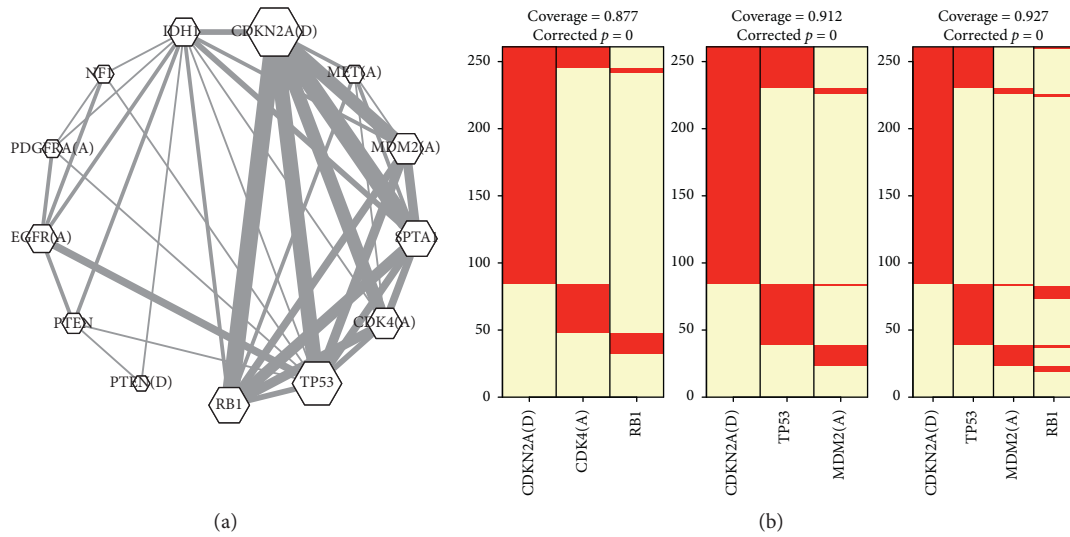 IDH1
CDKN2A(D)
NF1
MET(A)
PDGFRA(A)
MDM2(A)
EGFR(A)
SPTA1
PTEN
CDK4(A)
PTEN(D)
TP53
RB1
(a)
Coverage = 0.877
Corrected p = 0
250
200
150
100
50
0
CDKN2A(D)
CDK4(A)
RB1
Coverage = 0.912
Corrected p = 0
250
200
150
100
50
0
CDKN2A(D)
TP53
MDM2(A)
Coverage = 0.927
Corrected p = 0
250
200
150
100
50
0
CDKN2A(D)
TP53
MDM2(A)
RB1
(b)